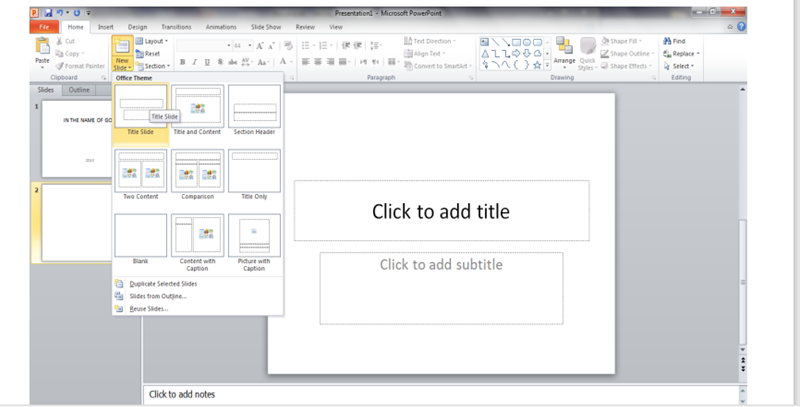 Presentation1 - Microsoft PowerPoint
File Home Insert Design Transitions Animations Slide Show Review View
Cut
Copy
Format Painter
Paste
Clipboard
New Slide
Layout
Reset
Section
44
B I U S abc AV Aa A
Paragraph
Text Direction
Align Text
Convert to SmartArt
Arrange
Quick Styles
Shape Fill
Shape Outline
Shape Effects
Drawing
Find
Replace
Select
Editing
Slides Outline
Office Theme
1
IN THE NAME OF GO
2
Title Slide
Title Slide Title and Content Section Header
Two Content Comparison Title Only
Blank Content with Caption Picture with Caption
Duplicate Selected Slides
Slides from Outline...
Reuse Slides...
Click to add title
Click to add subtitle
Click to add notes